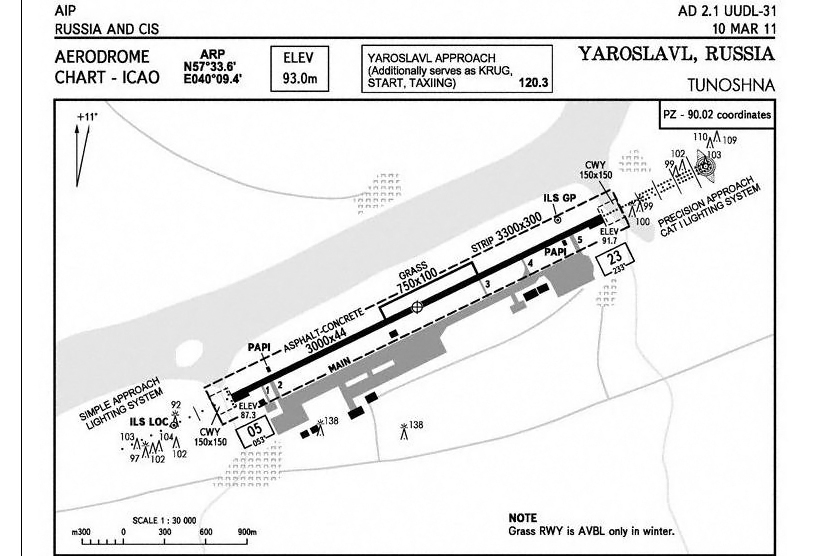 AIP
RUSSIA AND CIS
AD 2.1 UUDL-31
10 MAR 11
AERODROME
CHART - ICAO
ARP
N57°33.6'
E040°09.4'
ELEV
93.0m
YAROSLAVL APPROACH
(Additionally serves as KRUG,
START, TAXIING) 120.3
YAROSLAVL, RUSSIA
TUNOSHNA
PZ - 90.02 coordinates
+11°
110
109
103
102
99
CWY
150x150
99
100
PRECISION APPROACH
CAT I LIGHTING SYSTEM
ILS GP
STRIP 3300x300
ELEV
91.7
PAPI
5
23
233°
4
3
GRASS
750x100
ASPHALT-CONCRETE
3000x44
MAIN
PAPI
1
2
SIMPLE APPROACH
LIGHTING SYSTEM
92
ILS LOC
ELEV
87.3
CWY
150x150
05
053°
103
104
97
102
102
138
138
SCALE 1 : 30 000
m300 0 300 600 900m
NOTE
Grass RWY is AVBL only in winter.